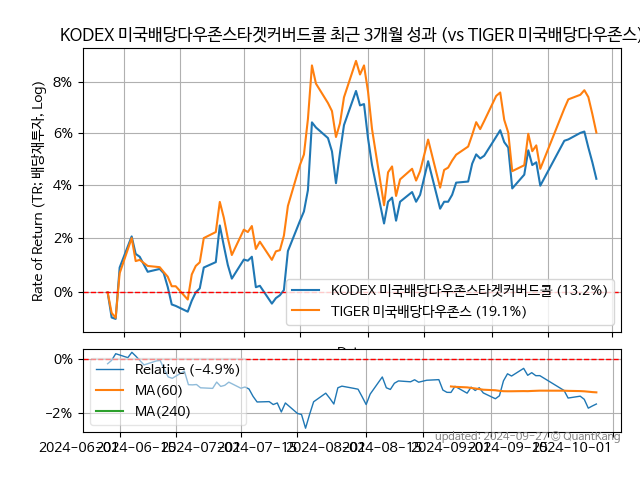 KODEX 미국배당다우존스타겟커버드콜 최근 3개월 성과 (vs TIGER 미국배당다우존스)
Rate of Return (TR: 배당재투자, Log)
8%
6%
4%
2%
0%
KODEX 미국배당다우존스타겟커버드콜 (13.2%)
TIGER 미국배당다우존스 (19.1%)
0%
−2%
Relative (−4.9%)
MA(60)
MA(240)
updated: 2024-09-27 © QuantKang
2024-06-01
2024-06-15
2024-07-01
2024-07-15
2024-08-01
2024-08-15
2024-09-01
2024-09-15
2024-10-01